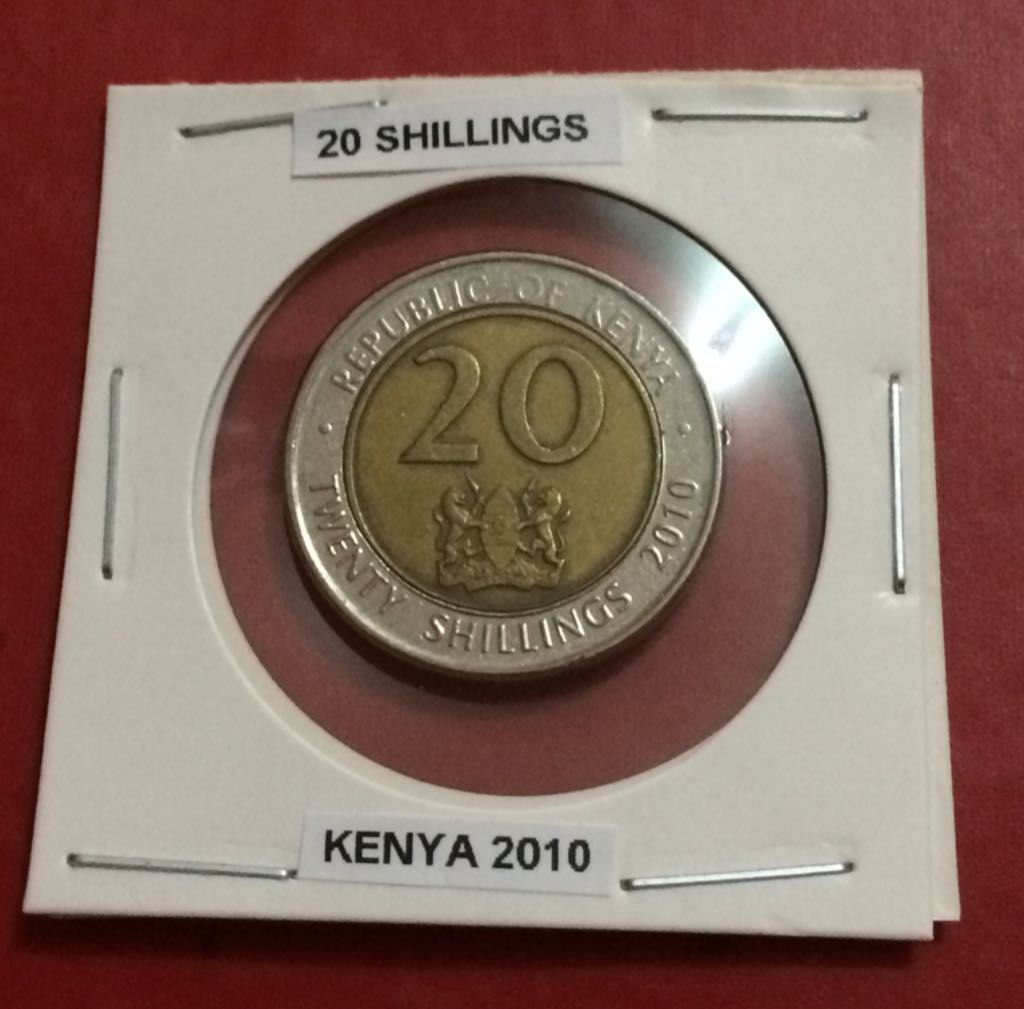 20 SHILLINGS
REPUBLIC OF KENYA
20
TWENTY SHILLINGS 2010
KENYA 2010